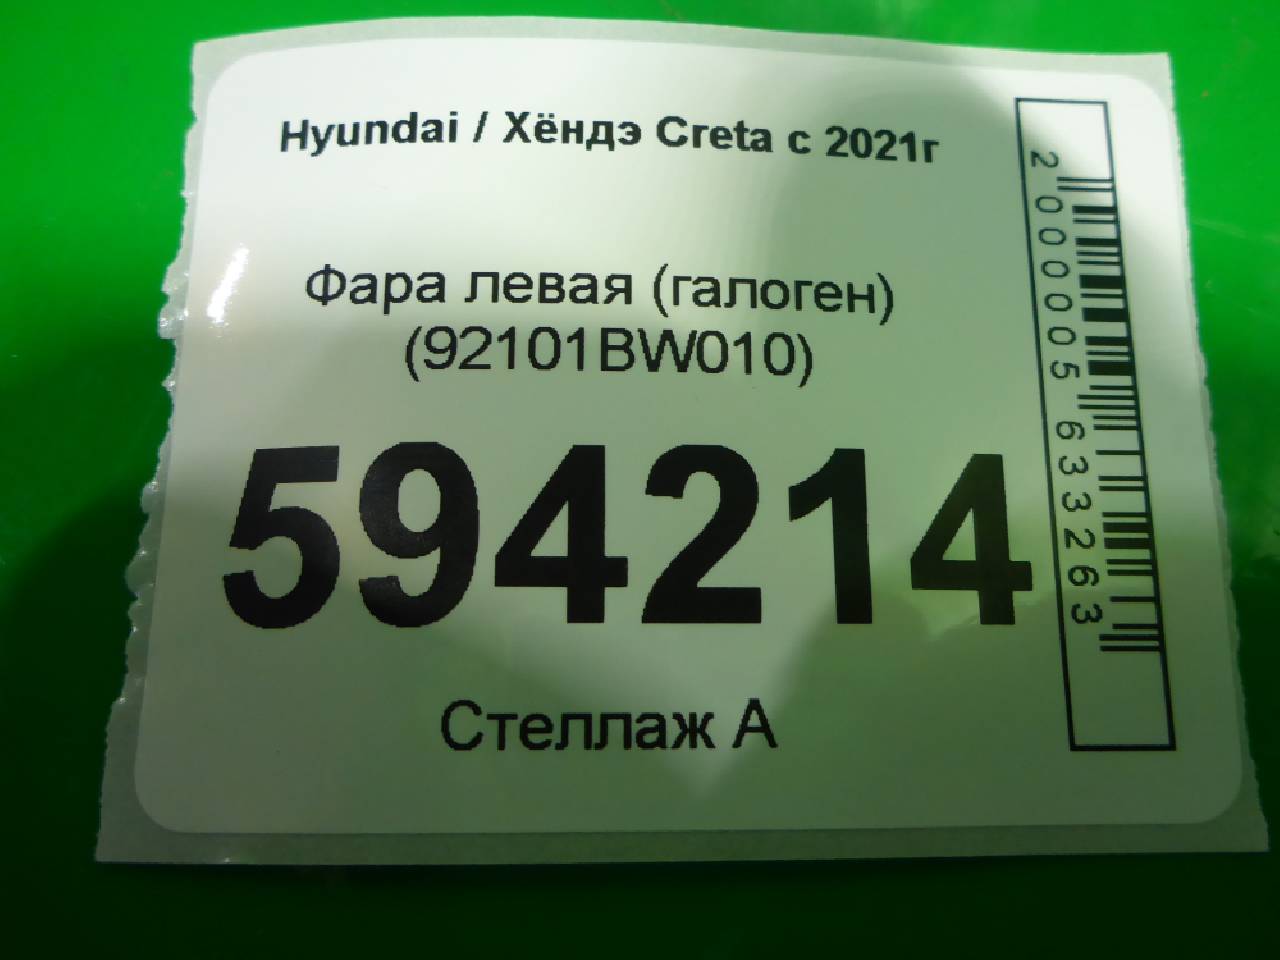 Hyundai / Хёндэ Creta с 2021г
Фара левая (галоген)
(92101BW010)
594214
Стеллаж А
2000005633263